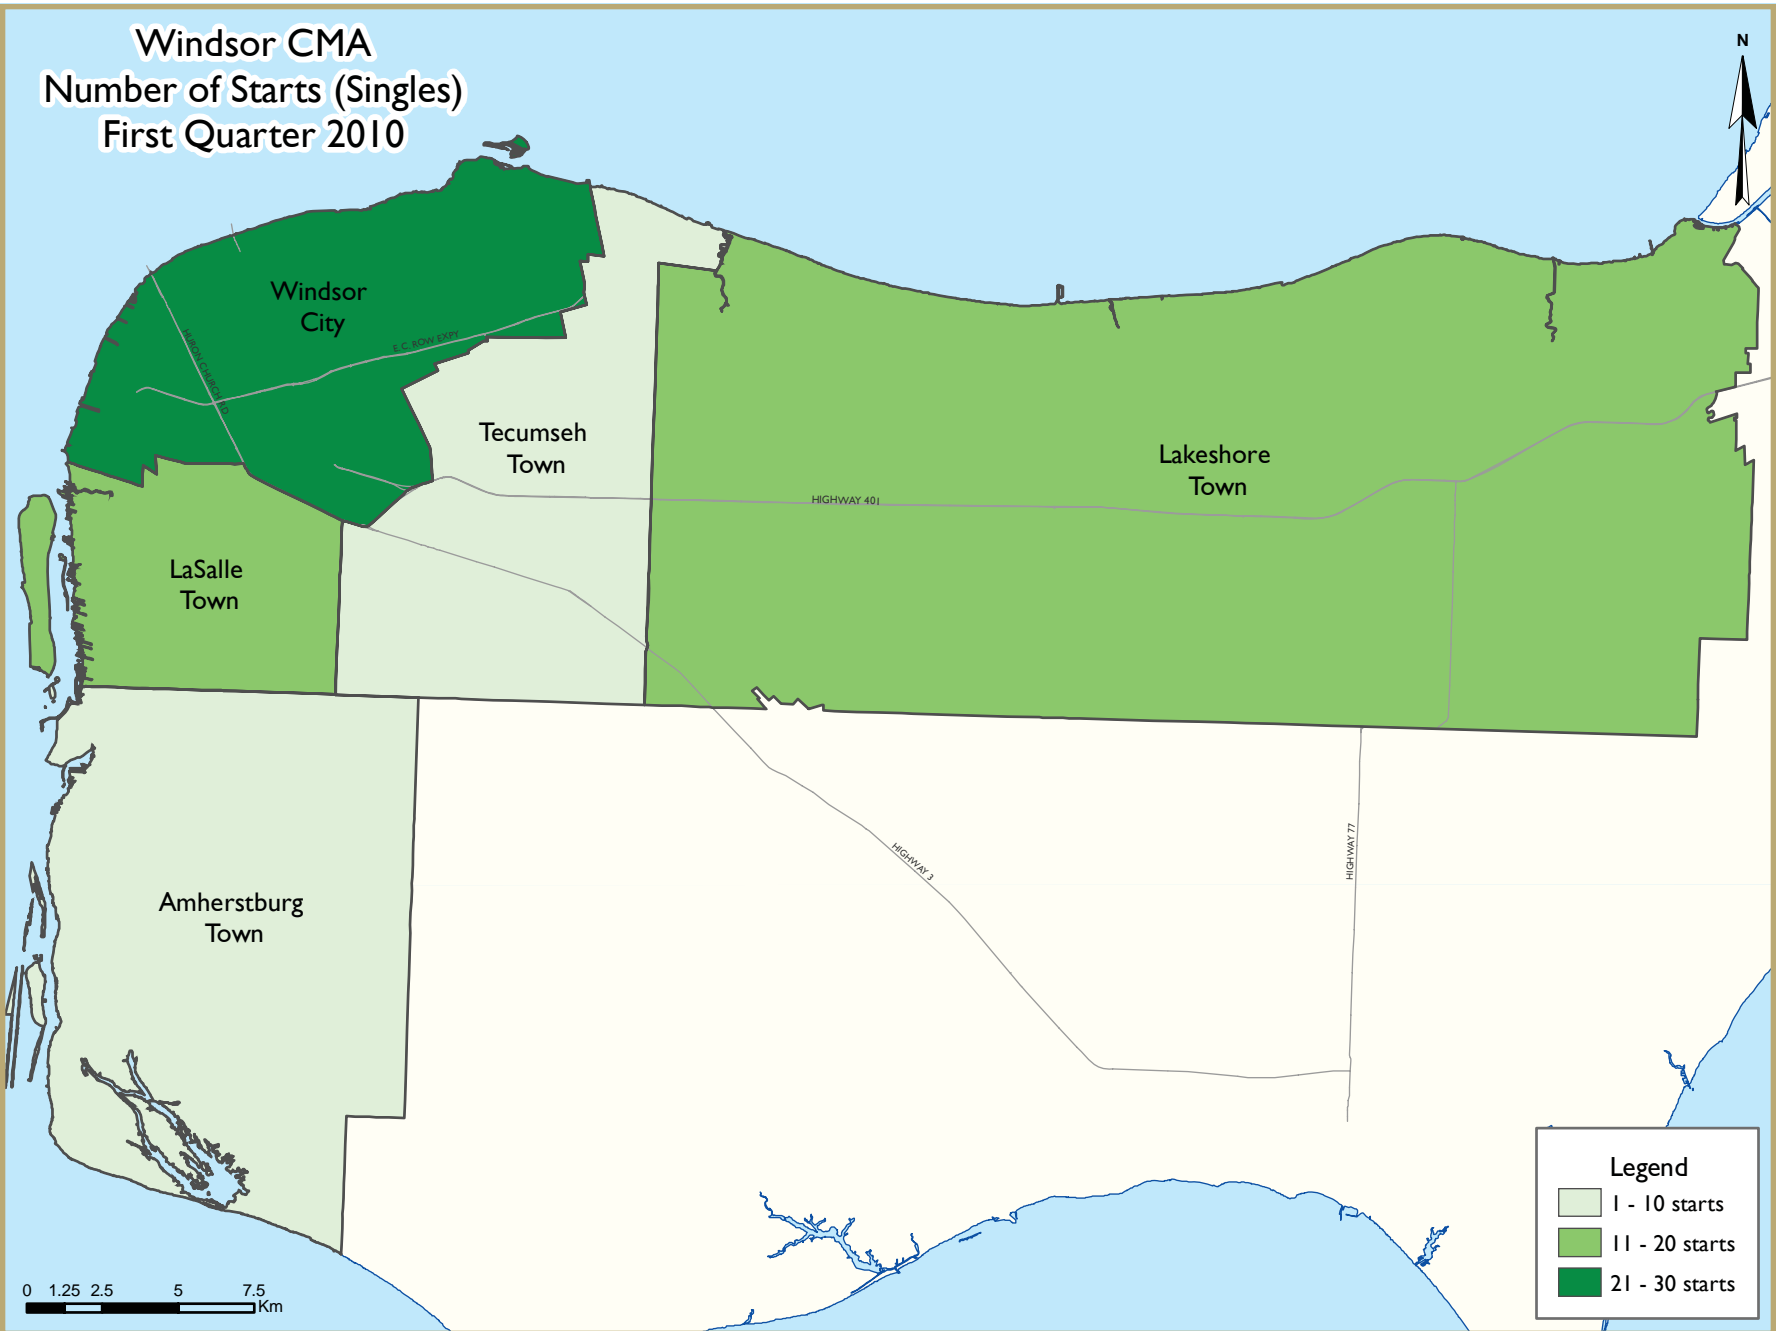 Windsor CMA
Number of Starts (Singles)
First Quarter 2010
N
Windsor
City
HURON CHURCH RD
E.C. ROW EXPY
Tecumseh
Town
Lakeshore
Town
HIGHWAY 401
LaSalle
Town
Amherstburg
Town
HIGHWAY 3
HIGHWAY 77
Legend
1 - 10 starts
11 - 20 starts
21 - 30 starts
0 1.25 2.5 5 7.5
Km